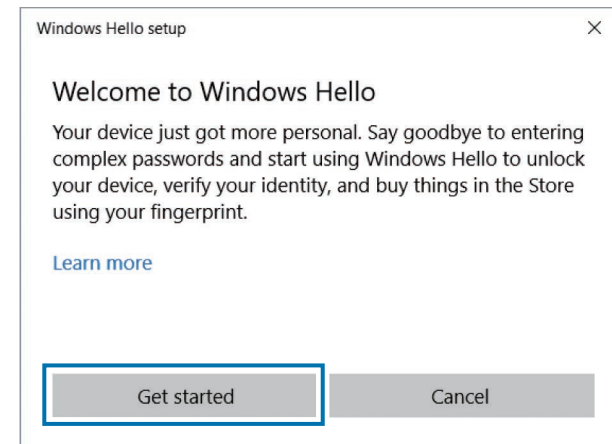 Windows Hello setup
Welcome to Windows Hello
Your device just got more personal. Say goodbye to entering
complex passwords and start using Windows Hello to unlock
your device, verify your identity, and buy things in the Store
using your fingerprint.
Learn more
Get started
Cancel